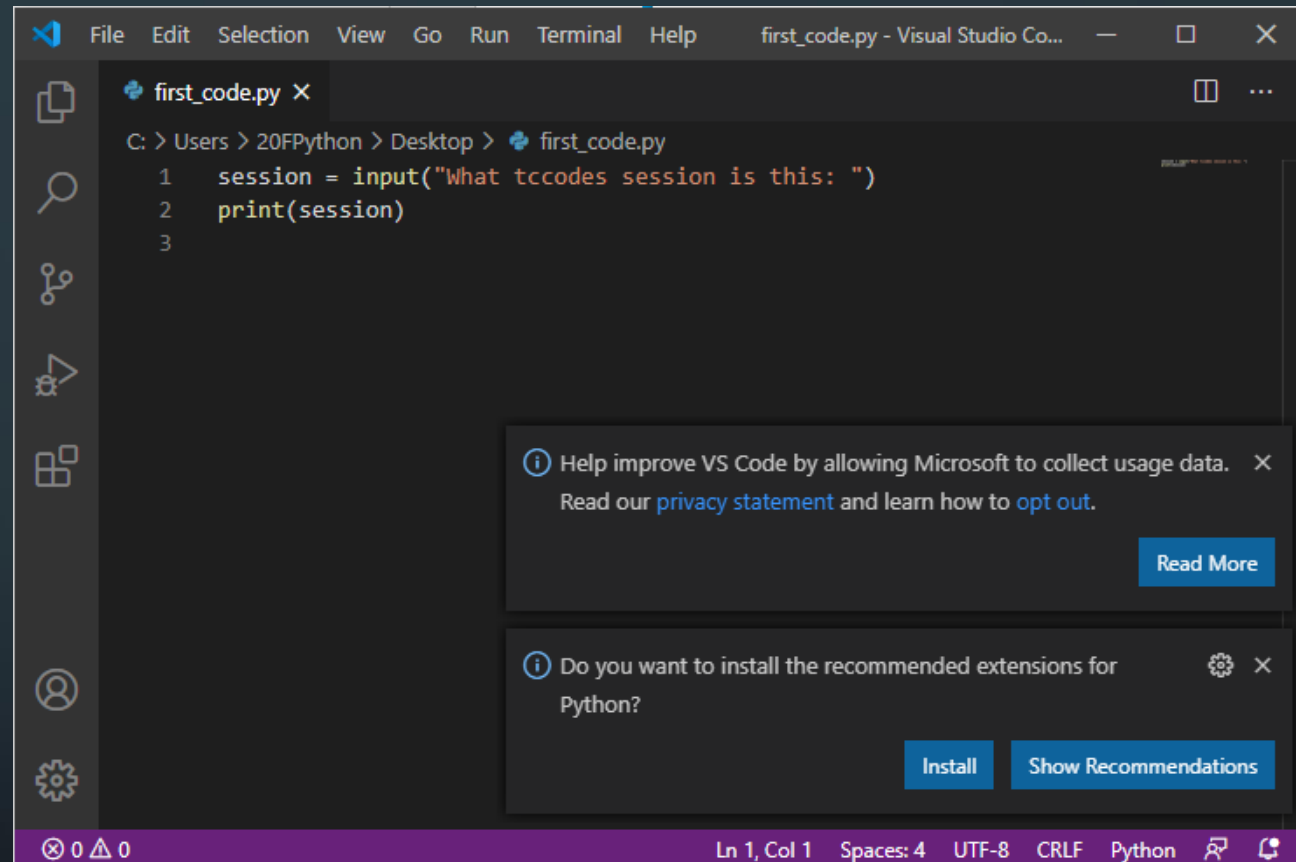 File Edit Selection View Go Run Terminal Help first_code.py - Visual Studio Co...
first_code.py
C: > Users > 20FPython > Desktop > first_code.py
1 session = input("What tccodes session is this: ")
2 print(session)
3
Help improve VS Code by allowing Microsoft to collect usage data.
Read our privacy statement and learn how to opt out.
Read More
Do you want to install the recommended extensions for
Python?
Install Show Recommendations
0 0 Ln 1, Col 1 Spaces: 4 UTF-8 CRLF Python